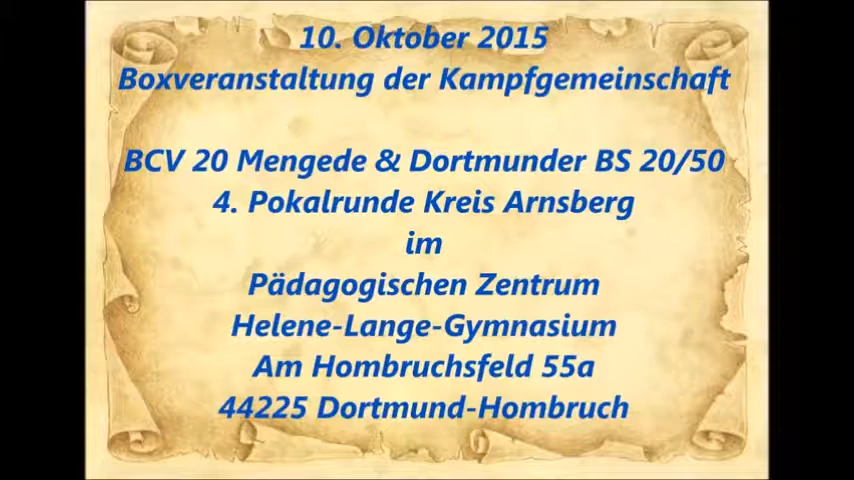 10. Oktober 2015
Boxveranstaltung der Kampfgemeinschaft
BCV 20 Mengede & Dortmunder BS 20/50
4. Pokalrunde Kreis Arnsberg
im
Pädagogischen Zentrum
Helene-Lange-Gymnasium
Am Hombruchsfeld 55a
44225 Dortmund-Hombruch